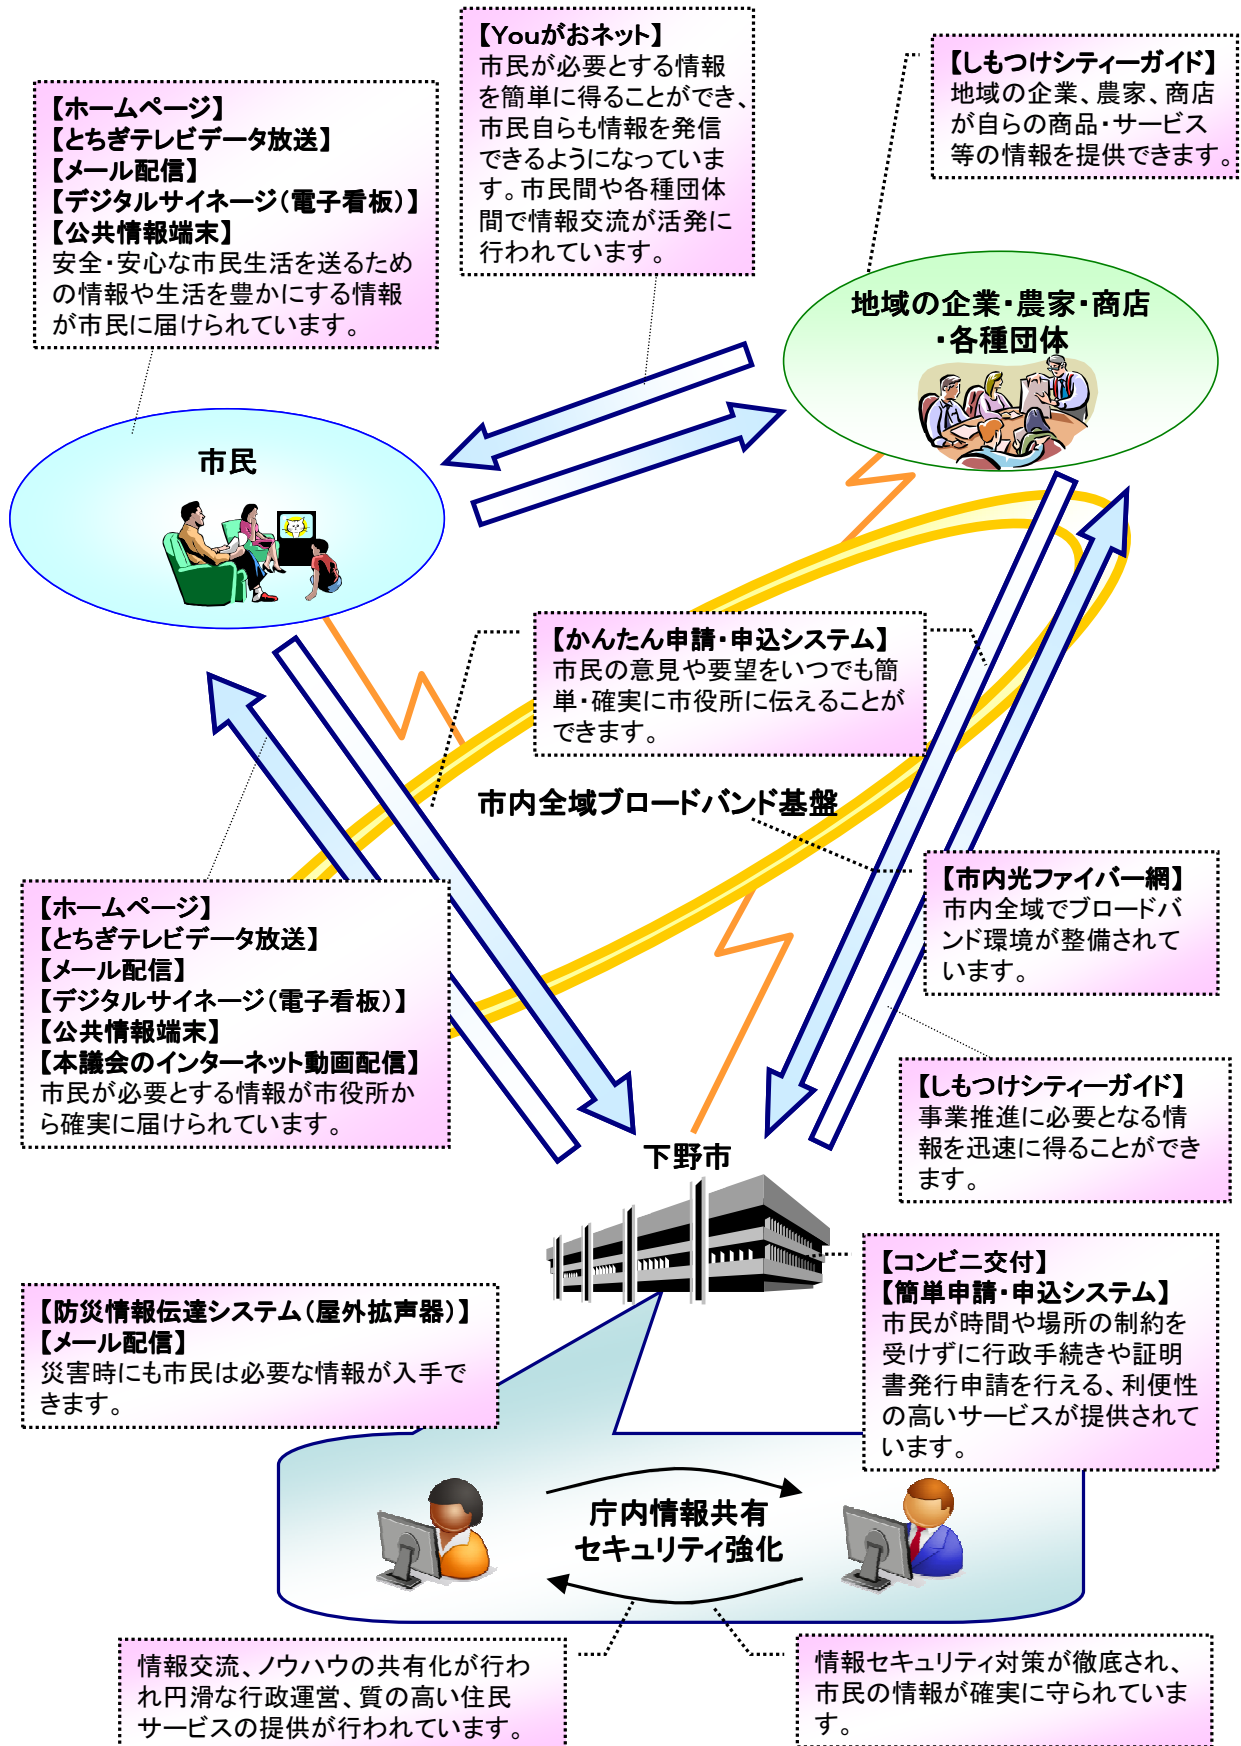 【Youがおネット】
市民が必要とする情報
を簡単に得ることができ、
市民自らも情報を発信
できるようになっていま
す。市民間や各種団体
間で情報交流が活発に
行われています。
【しもつけシティーガイド】
地域の企業、農家、商店
が自らの商品・サービス
等の情報を提供できます。
【ホームページ】
【とちぎテレビデータ放送】
【メール配信】
【デジタルサイネージ(電子看板)】
【公共情報端末】
安全・安心な市民生活を送るため
の情報や生活を豊かにする情報
が市民に届けられています。
地域の企業・農家・商店
・各種団体
市民
【かんたん申請・申込システム】
市民の意見や要望をいつでも簡
単・確実に市役所に伝えることが
できます。
市内全域ブロードバンド基盤
【市内光ファイバー網】
市内全域でブロードバ
ンド環境が整備されて
います。
【ホームページ】
【とちぎテレビデータ放送】
【メール配信】
【デジタルサイネージ(電子看板)】
【公共情報端末】
【本議会のインターネット動画配信】
市民が必要とする情報が市役所か
ら確実に届けられています。
【しもつけシティーガイド】
事業推進に必要となる情
報を迅速に得ることができ
ます。
下野市
【コンビニ交付】
【簡単申請・申込システム】
市民が時間や場所の制約を
受けずに行政手続きや証明
書発行申請を行える、利便性
の高いサービスが提供されて
います。
【防災情報伝達システム(屋外拡声器)】
【メール配信】
災害時にも市民は必要な情報が入手で
きます。
庁内情報共有
セキュリティ強化
情報交流、ノウハウの共有化が行わ
れ円滑な行政運営、質の高い住民
サービスの提供が行われています。
情報セキュリティ対策が徹底され、
市民の情報が確実に守られていま
す。